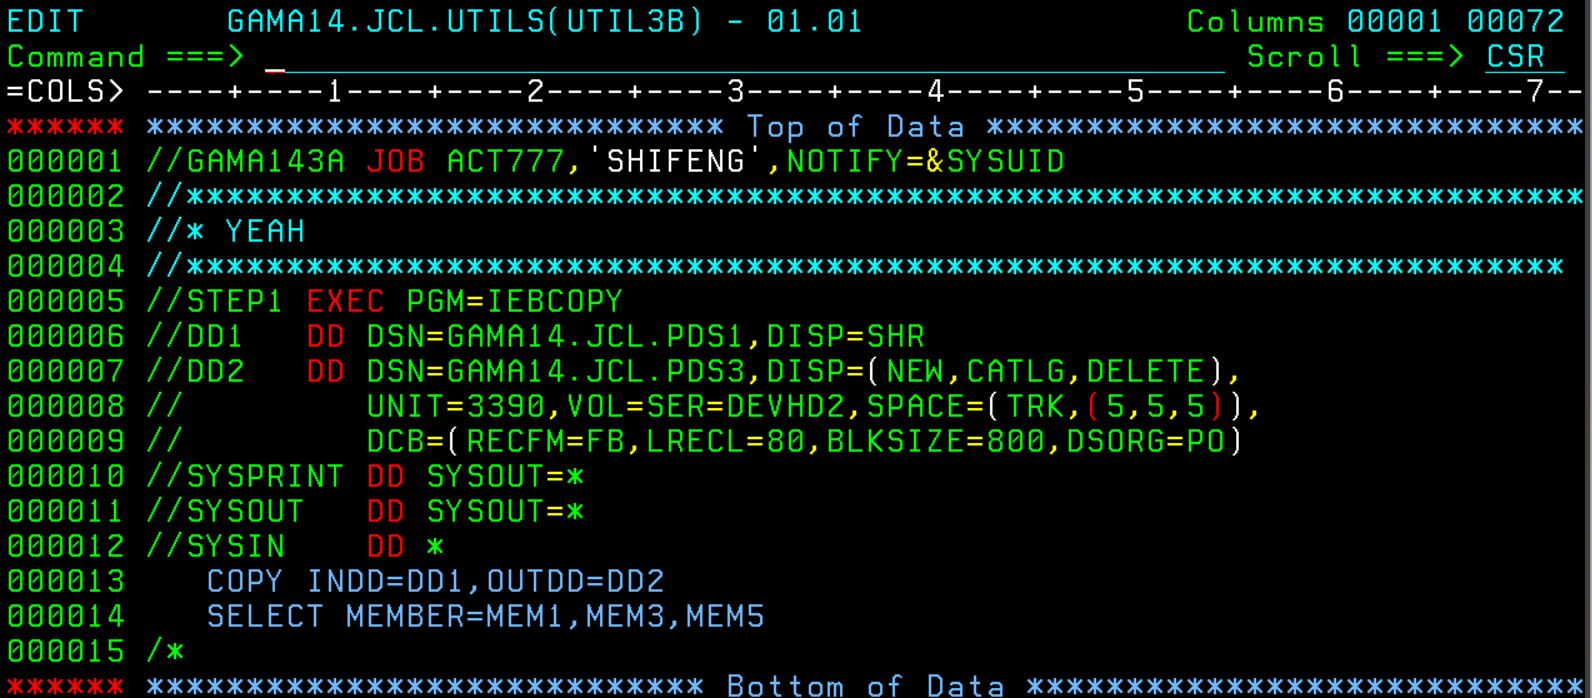 EDIT       GAMA14.JCL.UTILS(UTIL3B) - 01.01                Columns 00001 00072
Command ===>                                                  Scroll ===> CSR
=COLS> ----+----1----+----2----+----3----+----4----+----5----+----6----+----7--
****** ***************************** Top of Data ******************************
000001 //GAMA143A JOB ACT777,'SHIFENG',NOTIFY=&SYSUID
000002 //**********************************************************************
000003 //* YEAH
000004 //*********************************************************************
000005 //STEP1 EXEC PGM=IEBCOPY
000006 //DD1   DD DSN=GAMA14.JCL.PDS1,DISP=SHR
000007 //DD2   DD DSN=GAMA14.JCL.PDS3,DISP=(NEW,CATLG,DELETE),
000008 //         UNIT=3390,VOL=SER=DEVHD2,SPACE=(TRK,(5,5,5)),
000009 //         DCB=(RECFM=FB,LRECL=80,BLKSIZE=800,DSORG=PO)
000010 //SYSPRINT DD SYSOUT=*
000011 //SYSOUT   DD SYSOUT=*
000012 //SYSIN    DD *
000013    COPY INDD=DD1,OUTDD=DD2
000014    SELECT MEMBER=MEM1,MEM3,MEM5
000015 /*
****** **************************** Bottom of Data ****************************